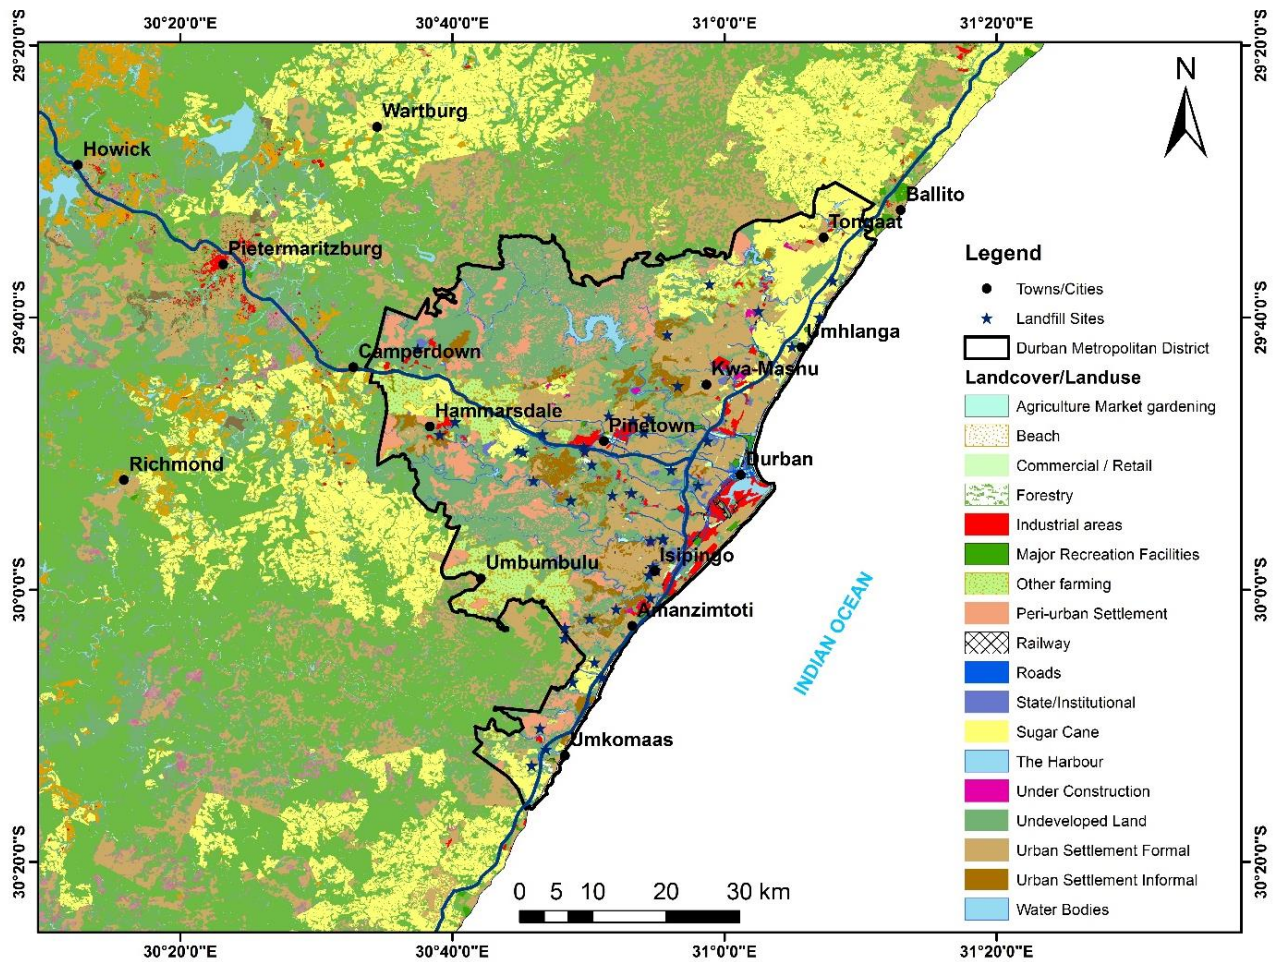 30°20'0"E 30°40'0"E 31°0'0"E 31°20'0"E
29°20'0"S 29°20'0"S
N
Wartburg
Howick
Ballito
Tongaat
Pietermaritzburg
29°40'0"S 29°40'0"S
Umhlanga
Camperdown
Kwa-Mashu
Hammarsdale
Pinetown
Durban
Richmond
Isipingo
Umbumbulu
Amanzimtoti
30°0'0"S 30°0'0"S
INDIAN OCEAN
Umkomaas
30°20'0"S 30°20'0"S
Legend
Towns/Cities
Landfill Sites
Durban Metropolitan District
Landcover/Landuse
Agriculture Market gardening
Beach
Commercial / Retail
Forestry
Industrial areas
Major Recreation Facilities
Other farming
Peri-urban Settlement
Railway
Roads
State/Institutional
Sugar Cane
The Harbour
Under Construction
Undeveloped Land
Urban Settlement Formal
Urban Settlement Informal
Water Bodies
0 5 10 20 30 km
30°20'0"E 30°40'0"E 31°0'0"E 31°20'0"E